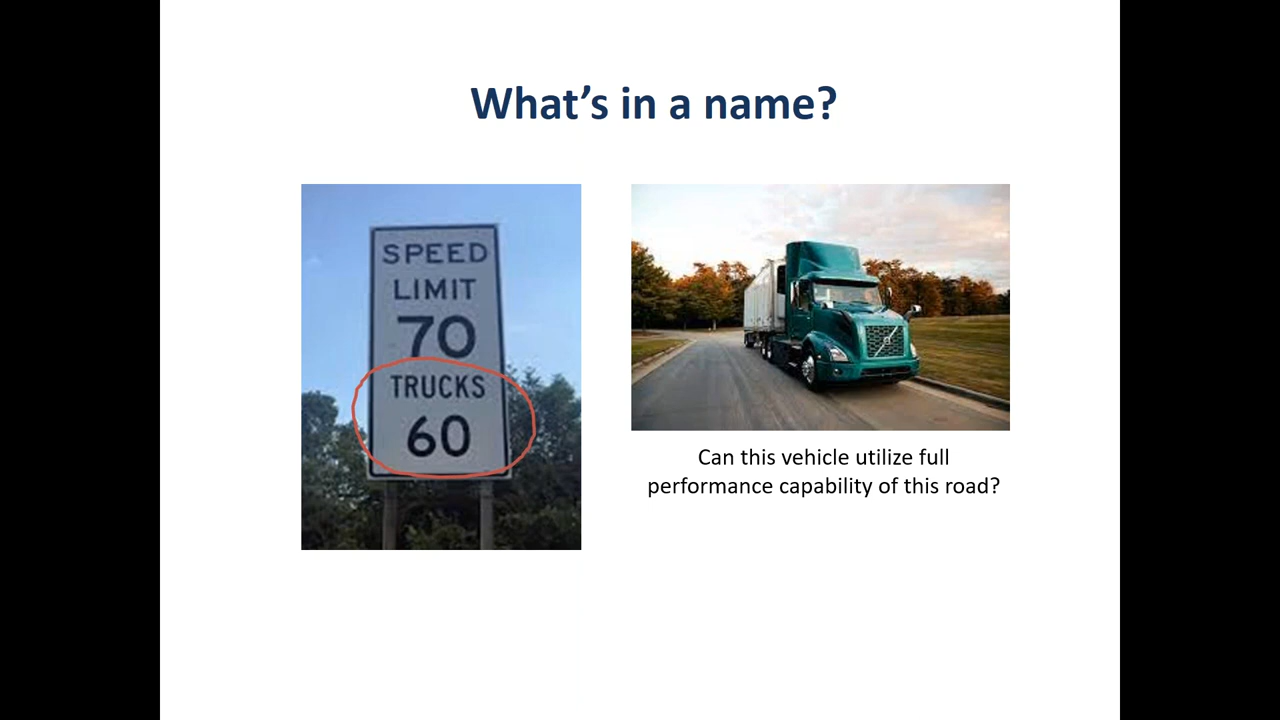 What's in a name?
SPEED
LIMIT
70
TRUCKS
60
Can this vehicle utilize full
performance capability of this road?